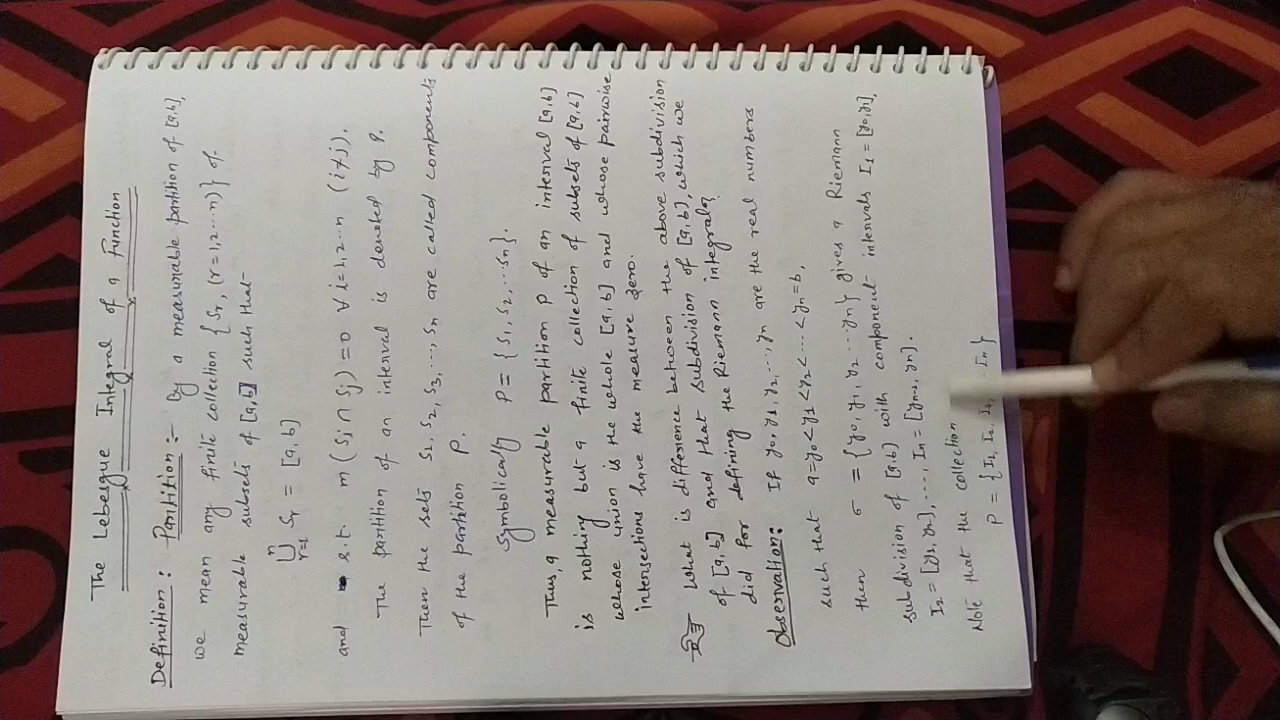 The Lebesgue Integral of a Function
Definition: Partition:- By a measurable partition of [a,b],
we mean any finite collection { Sr, (r=1,2...n)} of
measurable subsets of [a,b] such that-
n
⋃ Sr = [a,b]
r=1
and s.t. m(Si ∩ Sj) = 0 ∀ i=1,2..n (i≠j).
The partition of an interval is denoted by P.
Then the sets S1, S2, S3,..., Sn are called components
of the partition P.
Symbolically P = {S1, S2, ... Sn}.
Thus, a measurable partition P of an interval [a,b]
is nothing but a finite collection of subsets of [a,b]
whose union is the whole [a,b] and whose pairwise
intersections have the measure zero.
What is difference between the above subdivision
of [a,b] and that subdivision of [a,b], which we
did for defining the Riemann integral?
Observation: If y0, y1, y2, ..., yn are the real numbers
such that a=y0<y1<y2<...<yn=b,
then σ = {y0, y1, y2 ... yn} gives a Riemann
subdivision of [a,b] with component intervals I1 = [y0,y1],
I2 = [y1,y2], ..., In = [yn-1, yn].
Note that the collection
P = {I1, I2, I3 In}